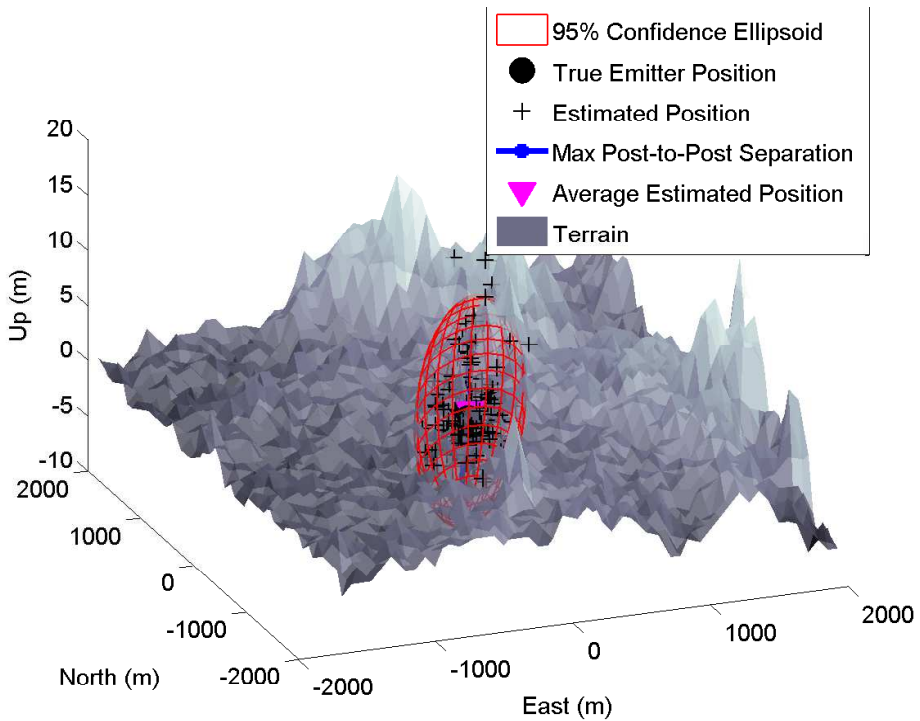 95% Confidence Ellipsoid
True Emitter Position
Estimated Position
Max Post-to-Post Separation
Average Estimated Position
Terrain
20
15
10
5
0
-5
-10
Up (m)
2000
1000
0
-1000
-2000
North (m)
-2000
-1000
0
1000
2000
East (m)